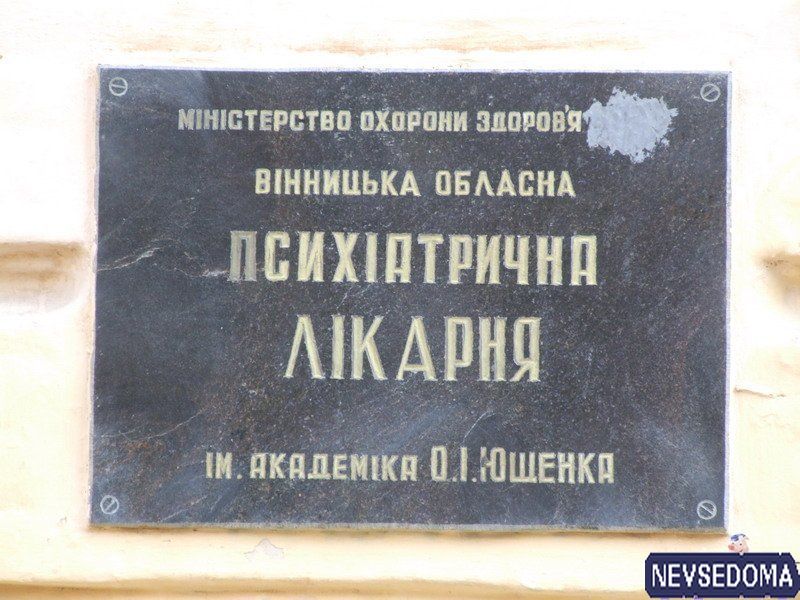 МІНІСТЕРСТВО ОХОРОНИ ЗДОРОВ'Я
ВІННИЦЬКА ОБЛАСНА
ПСИХІАТРИЧНА
ЛІКАРНЯ
ІМ. АКАДЕМІКА О.І.ЮЩЕНКА
NEVSEDOMA